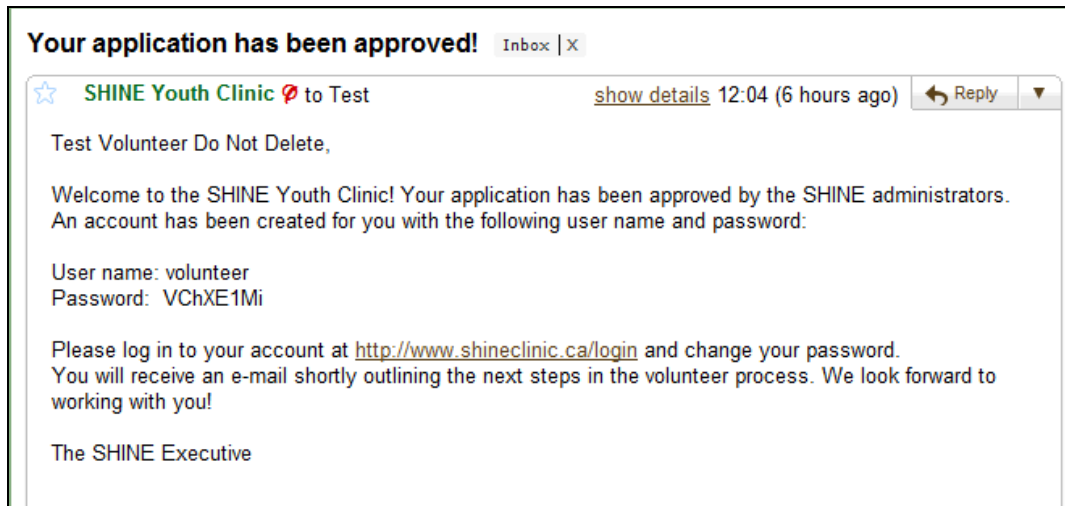 Your application has been approved! Inbox | X
SHINE Youth Clinic to Test show details 12:04 (6 hours ago) Reply
Test Volunteer Do Not Delete,
Welcome to the SHINE Youth Clinic! Your application has been approved by the SHINE administrators.
An account has been created for you with the following user name and password:
User name: volunteer
Password: VChXE1Mi
Please log in to your account at http://www.shineclinic.ca/login and change your password.
You will receive an e-mail shortly outlining the next steps in the volunteer process. We look forward to
working with you!
The SHINE Executive